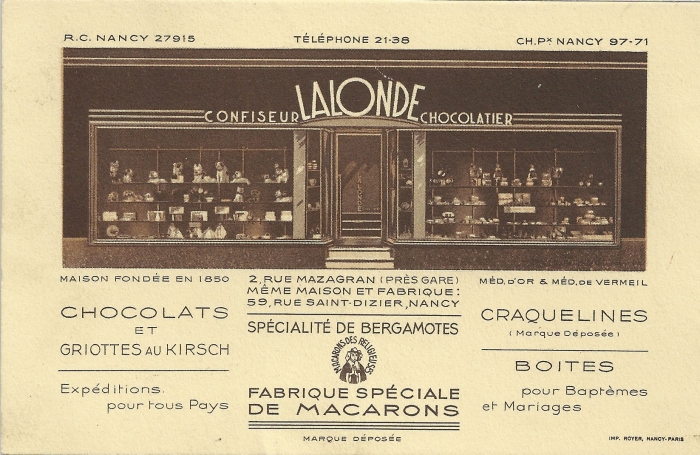 R.C. NANCY 27915
TÉLÉPHONE 21-38
CH.Px NANCY 97-71
LALONDE
CONFISEUR
CHOCOLATIER
MAISON FONDÉE EN 1850
2, RUE MAZAGRAN (PRÈS GARE)
MÊME MAISON ET FABRIQUE :
59, RUE SAINT-DIZIER, NANCY
MÉD. D'OR & MÉD. DE VERMEIL
CHOCOLATS
ET
GRIOTTES AU KIRSCH
Expéditions
pour tous Pays
SPÉCIALITÉ DE BERGAMOTES
MACARONS DES RELIGIEUSES
FABRIQUE SPÉCIALE
DE MACARONS
MARQUE DÉPOSÉE
CRAQUELINES
(Marque Déposée)
BOITES
pour Baptêmes
et Mariages
IMP. ROYER, NANCY-PARIS